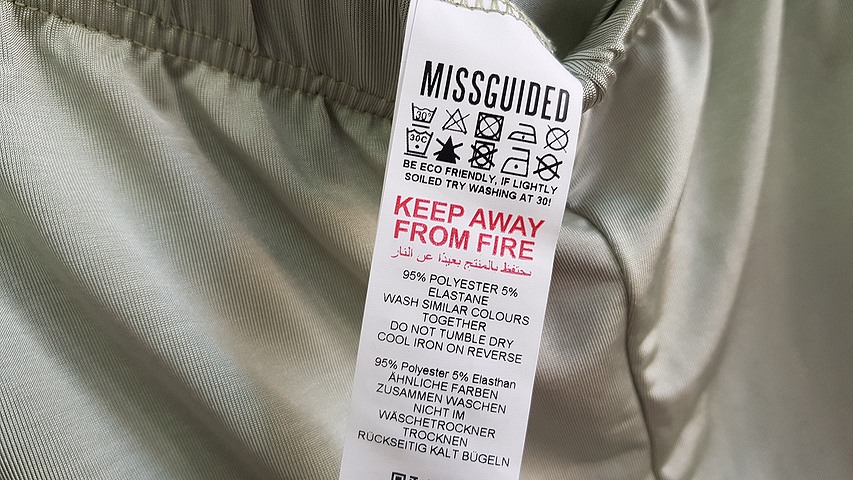 MISSGUIDED
30°
30C
BE ECO FRIENDLY, IF LIGHTLY
SOILED TRY WASHING AT 30!
KEEP AWAY
FROM FIRE
يحتفظ بالمنتج بعيدًا عن النار
95% POLYESTER 5%
ELASTANE
WASH SIMILAR COLOURS
TOGETHER
DO NOT TUMBLE DRY
COOL IRON ON REVERSE
95% Polyester 5% Elasthan
ÄHNLICHE FARBEN
ZUSAMMEN WASCHEN
NICHT IM
WÄSCHETROCKNER
TROCKNEN
RÜCKSEITIG KALT BÜGELN